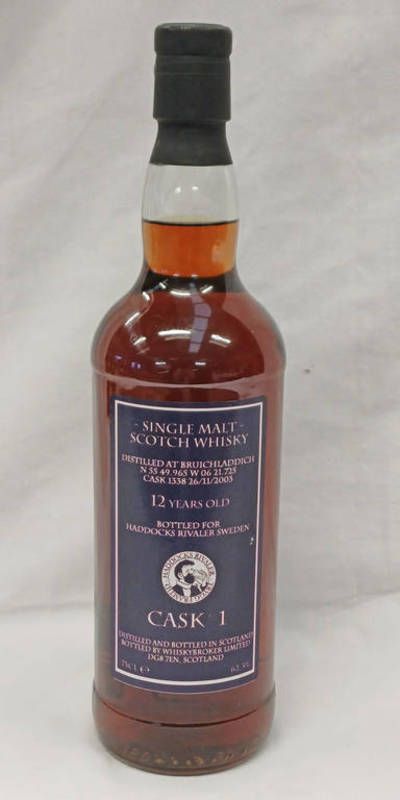 - SINGLE MALT -
SCOTCH WHISKY
DISTILLED AT BRUICHLADDICH
N 55 49.965 W 06 21.725
CASK 1338 26/11/2003
12 YEARS OLD
BOTTLED FOR
HADDOCKS RIVALER SWEDEN
HADDOCKS RIVALER
CASK 1
DISTILLED AND BOTTLED IN SCOTLAND
BOTTLED BY WHISKYBROKER LIMITED
DG8 7EN, SCOTLAND